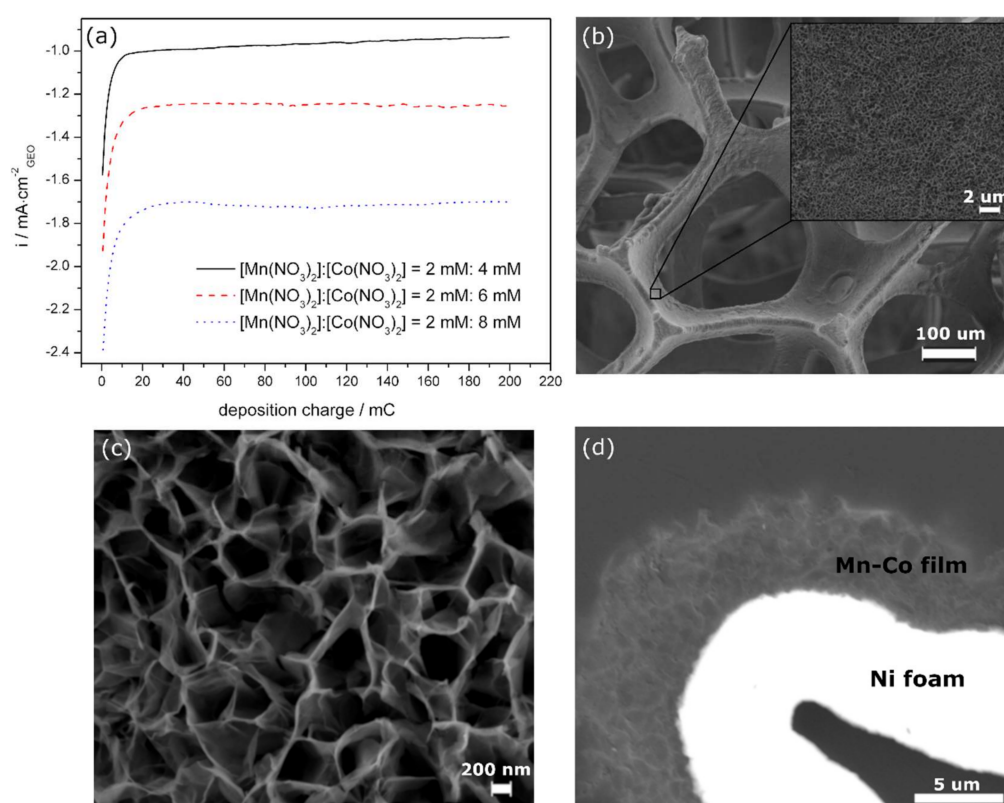 (a)
-1.0
-1.2
-1.4
-1.6
-1.8
-2.0
-2.2
-2.4
i / mA·cm⁻²GEO
[Mn(NO₃)₂]:[Co(NO₃)₂] = 2 mM: 4 mM
[Mn(NO₃)₂]:[Co(NO₃)₂] = 2 mM: 6 mM
[Mn(NO₃)₂]:[Co(NO₃)₂] = 2 mM: 8 mM
0 20 40 60 80 100 120 140 160 180 200 220
deposition charge / mC
(b)
2 um
100 um
(c)
200 nm
(d)
Mn-Co film
Ni foam
5 um